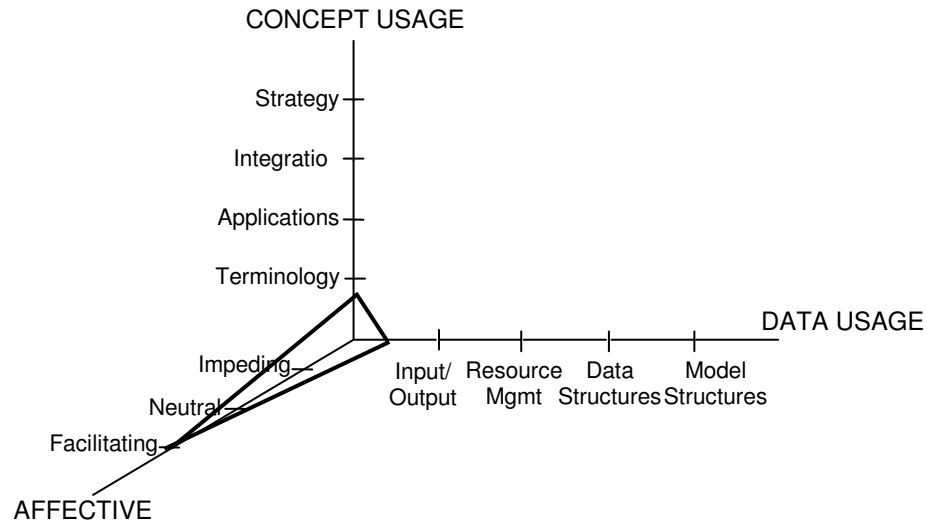 CONCEPT USAGE
Strategy
Integratio
Applications
Terminology
DATA USAGE
Impeding
Neutral
Facilitating
Input/
Output
Resource
Mgmt
Data
Structures
Model
Structures
AFFECTIVE